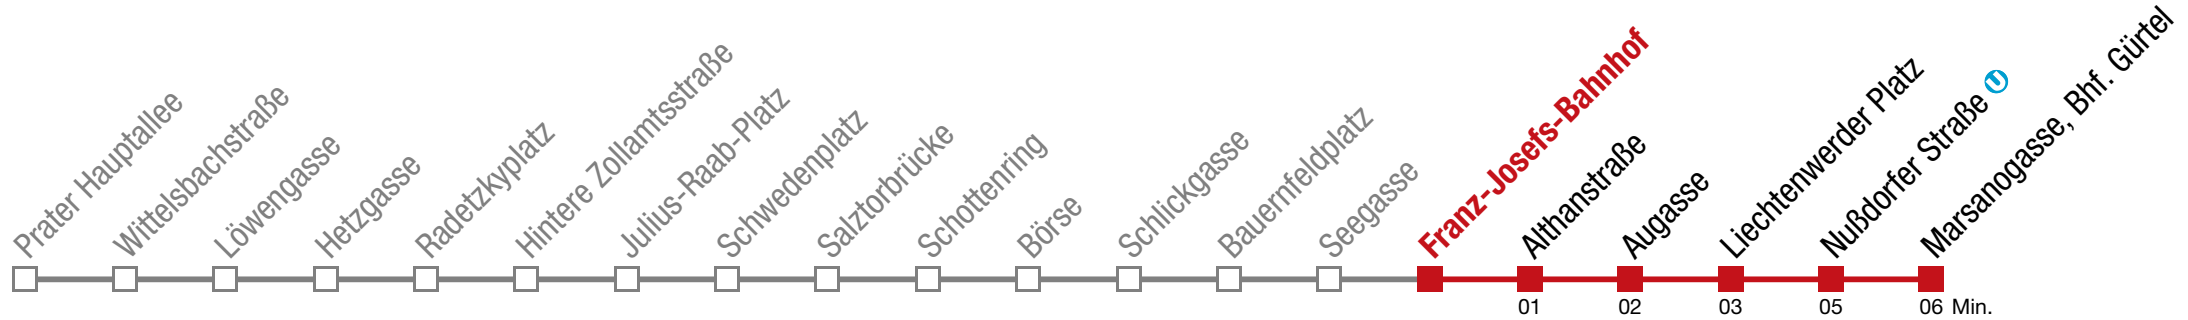 Prater Hauptallee
Wittelsbachstraße
Löwengasse
Hetzgasse
Radetzkyplatz
Hintere Zollamtsstraße
Julius-Raab-Platz
Schwedenplatz
Salztorbrücke
Schottenring
Börse
Schlickgasse
Bauernfeldplatz
Seegasse
Franz-Josefs-Bahnhof
Althanstraße
Augasse
Liechtenwerder Platz
Nußdorfer Straße U
Marsanogasse, Bhf. Gürtel
01 02 03 05 06 Min.